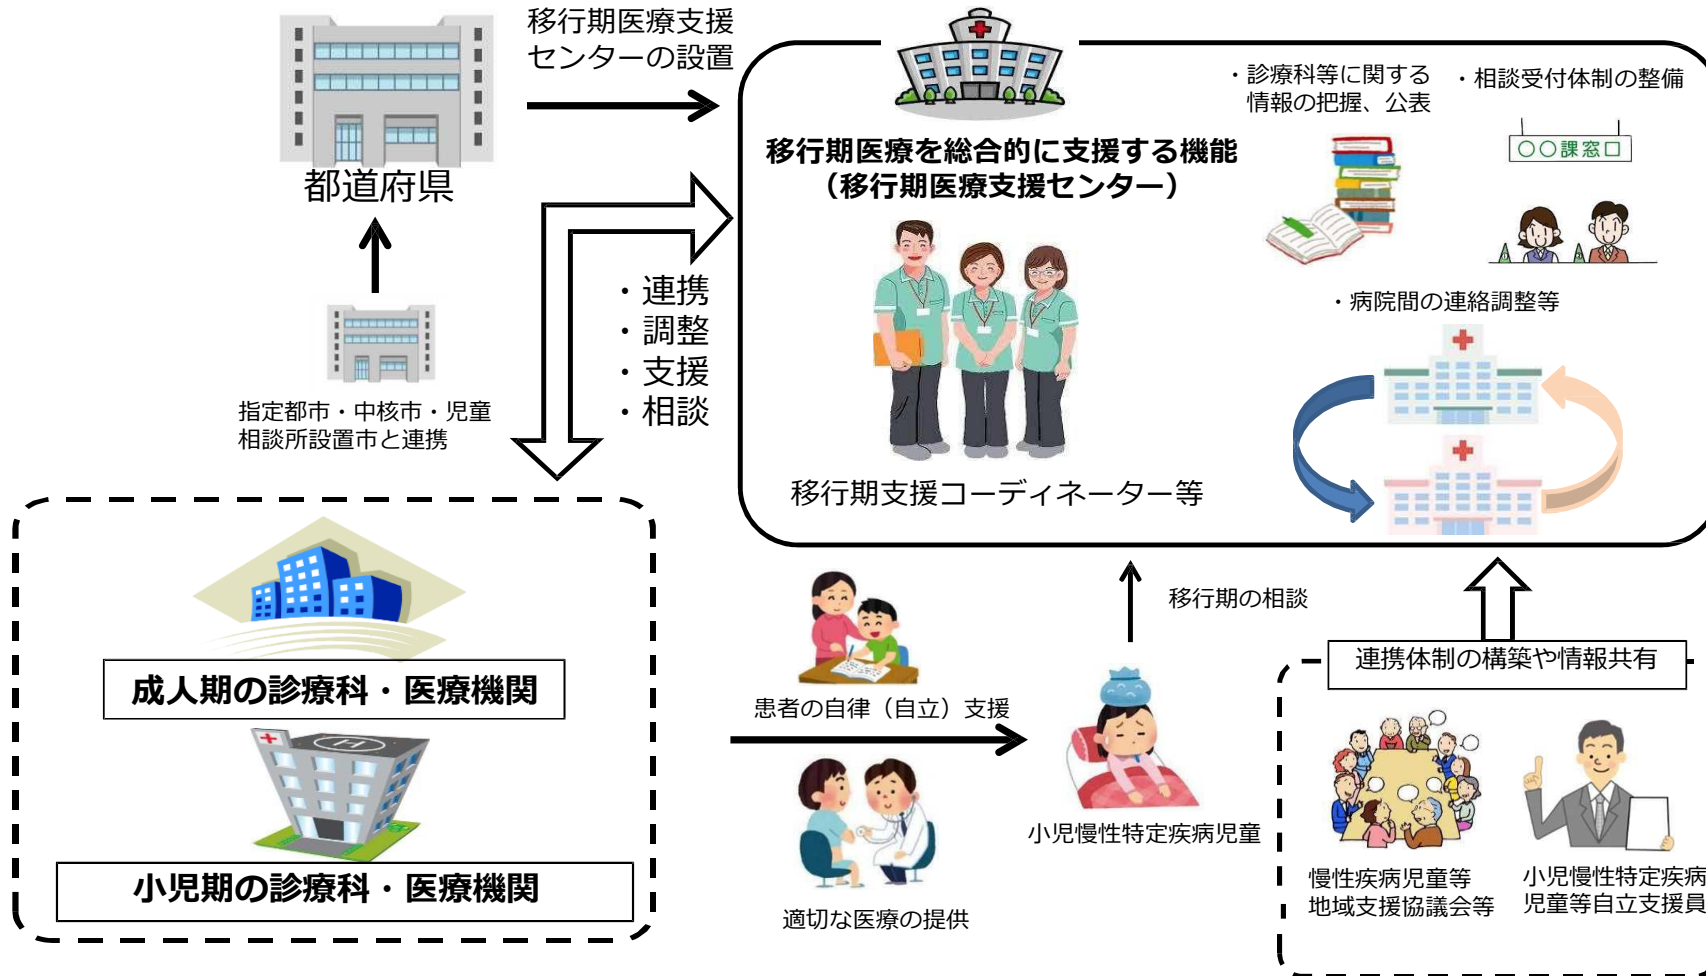 移行期医療支援
センターの設置
都道府県
指定都市・中核市・児童
相談所設置市と連携
・連携
・調整
・支援
・相談
移行期医療を総合的に支援する機能
（移行期医療支援センター）
移行期支援コーディネーター等
・診療科等に関する
情報の把握、公表
・相談受付体制の整備
〇〇課窓口
・病院間の連絡調整等
成人期の診療科・医療機関
小児期の診療科・医療機関
患者の自律（自立）支援
適切な医療の提供
移行期の相談
小児慢性特定疾病児童
連携体制の構築や情報共有
慢性疾病児童等
地域支援協議会等
小児慢性特定疾病
児童等自立支援員